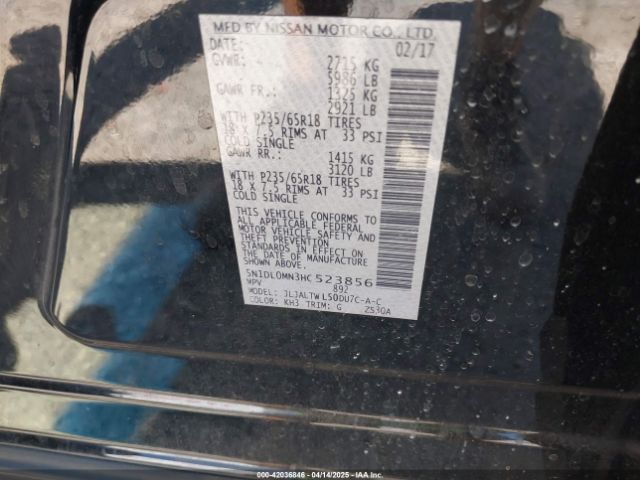 MFD BY NISSAN MOTOR CO., LTD.
DATE: 02/17
GVWR: 2715 KG
5986 LB
GAWR FR.: 1325 KG
2921 LB
WITH P235/65R18 TIRES
18 X 7.5 RIMS AT 33 PSI
COLD SINGLE
GAWR RR.: 1415 KG
3120 LB
WITH P235/65R18 TIRES
18 X 7.5 RIMS AT 33 PSI
COLD SINGLE
THIS VEHICLE CONFORMS TO
ALL APPLICABLE FEDERAL
MOTOR VEHICLE SAFETY AND
THEFT PREVENTION
STANDARDS IN EFFECT ON
THE DATE OF MANUFACTURE
SHOWN ABOVE.
5N1DL0MN3HC523856
MPV 892
MODEL: JL3ALTWL50DU7C-A-C
COLOR: KH3 TRIM: G Z530A
000-42036846 - 04/14/2025 - IAAI.COM